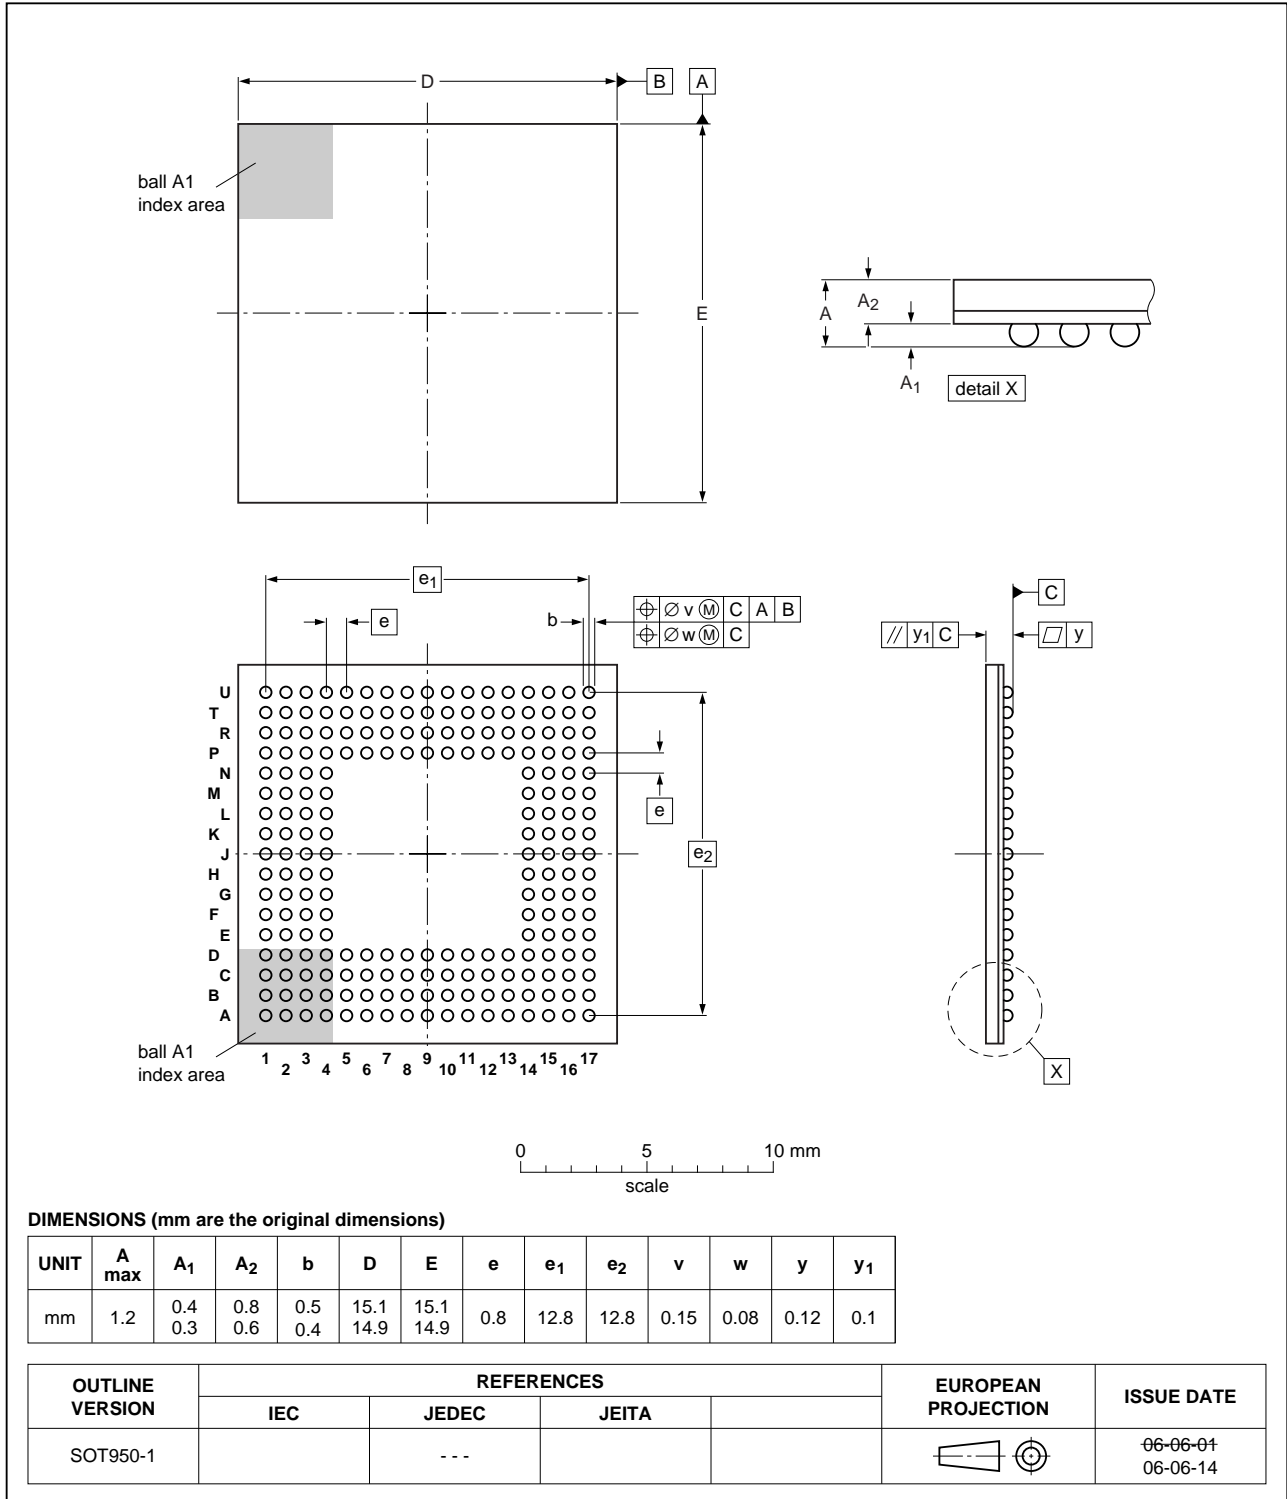 D
B
A
ball A1
index area
E
A
A2
A1
detail X
e1
e
b
⌖ ∅ v Ⓜ C A B
⌖ ∅ w Ⓜ C
C
// y1 C
▱ y
U
T
R
P
N
M
L
K
J
H
G
F
E
D
C
B
A
e
e2
ball A1
index area
1 2 3 4 5 6 7 8 9 10 11 12 13 14 15 16 17
X
0 5 10 mm
scale
DIMENSIONS (mm are the original dimensions)
UNIT A max A1 A2 b D E e e1 e2 v w y y1
mm 1.2 0.4 0.3 0.8 0.6 0.5 0.4 15.1 14.9 15.1 14.9 0.8 12.8 12.8 0.15 0.08 0.12 0.1
OUTLINE VERSION REFERENCES EUROPEAN PROJECTION ISSUE DATE
IEC JEDEC JEITA
SOT950-1 - - - 06-06-01
06-06-14